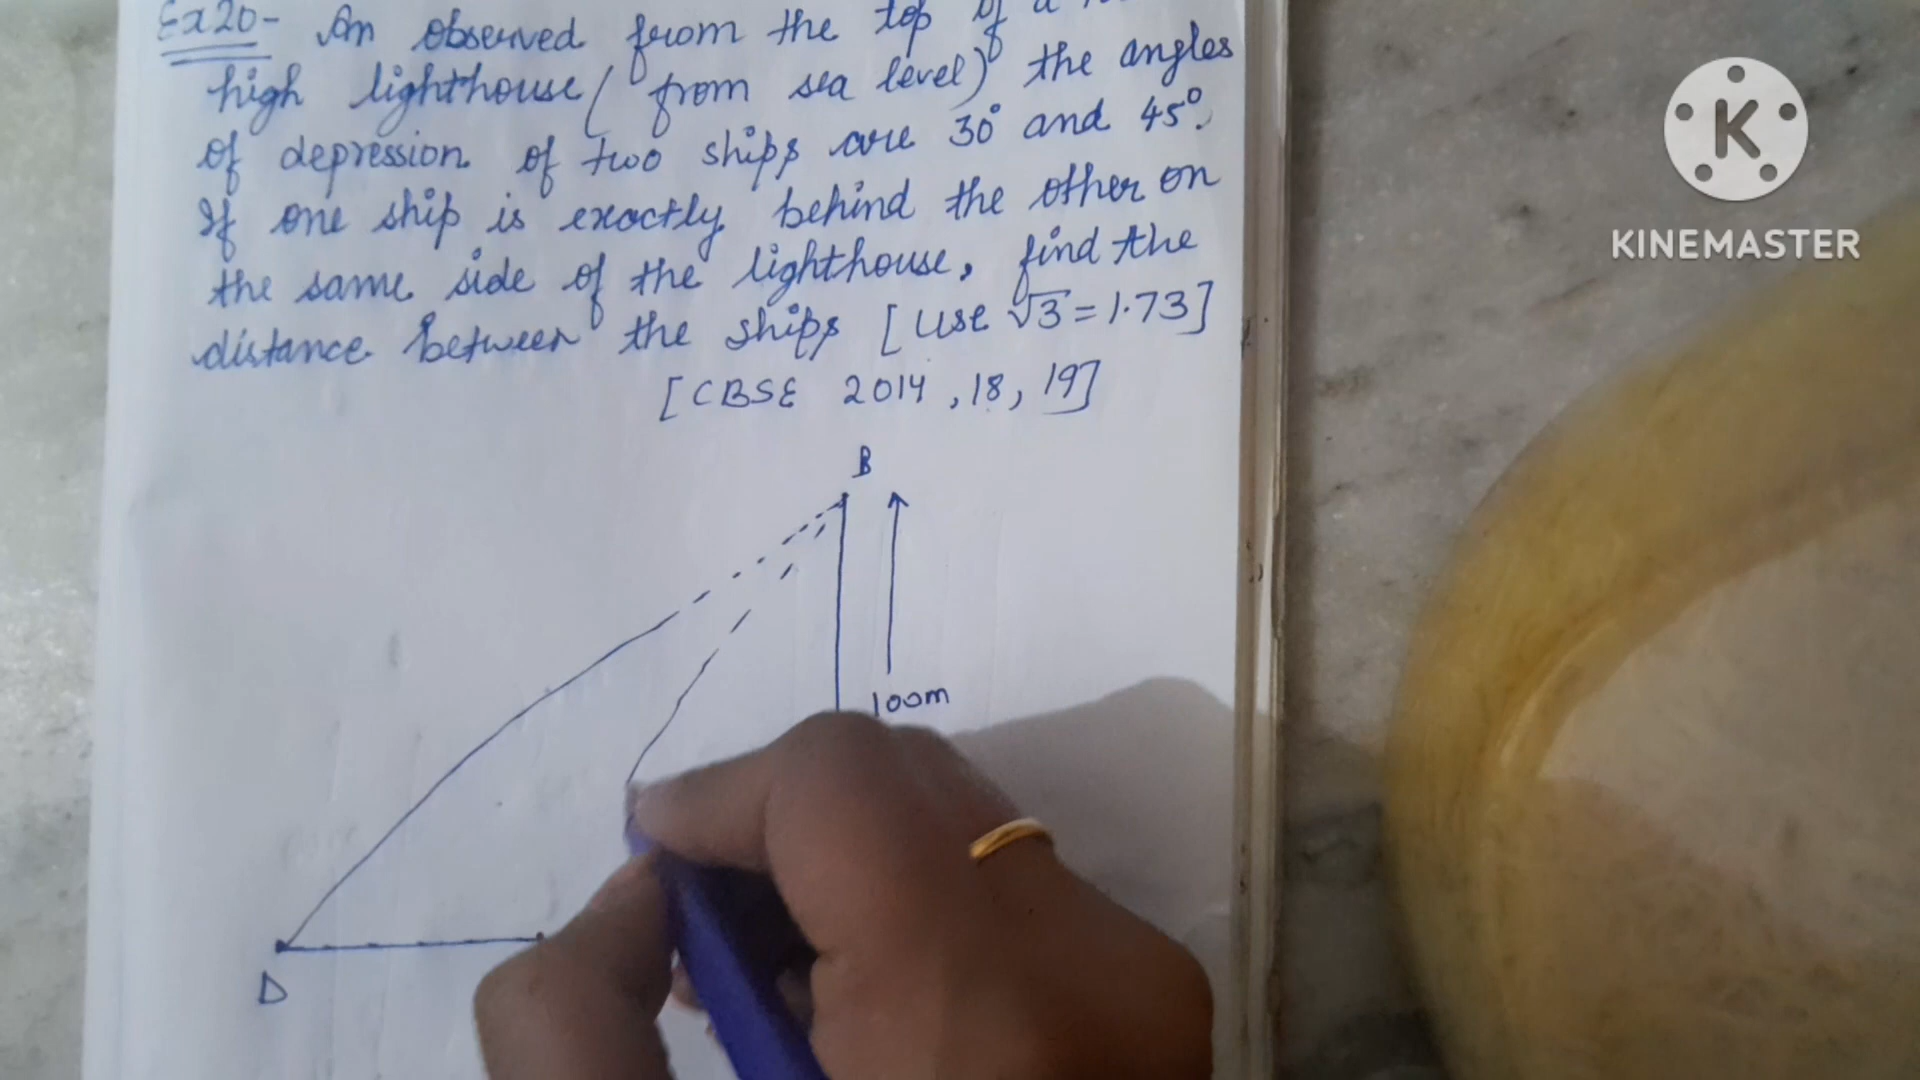 Ex20- An observed from the top of a
high lighthouse (from sea level) the angles
of depression of two ships are 30° and 45°.
If one ship is exactly behind the other on
the same side of the lighthouse, find the
distance between the ships [Use √3 = 1.73]
[CBSE 2014, 18, 19]
B
100m
D
K
KINEMASTER